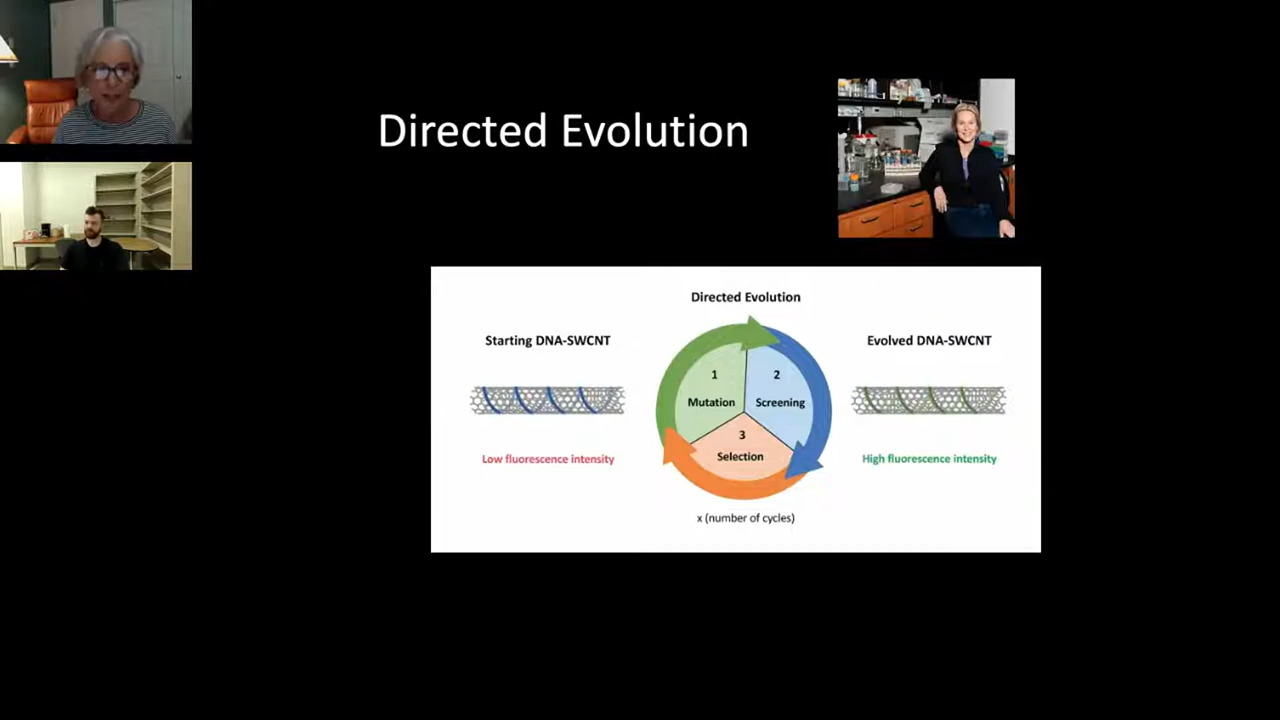 Directed Evolution
Directed Evolution
Starting DNA-SWCNT
Evolved DNA-SWCNT
1
2
Mutation
Screening
3
Selection
Low fluorescence intensity
High fluorescence intensity
x (number of cycles)